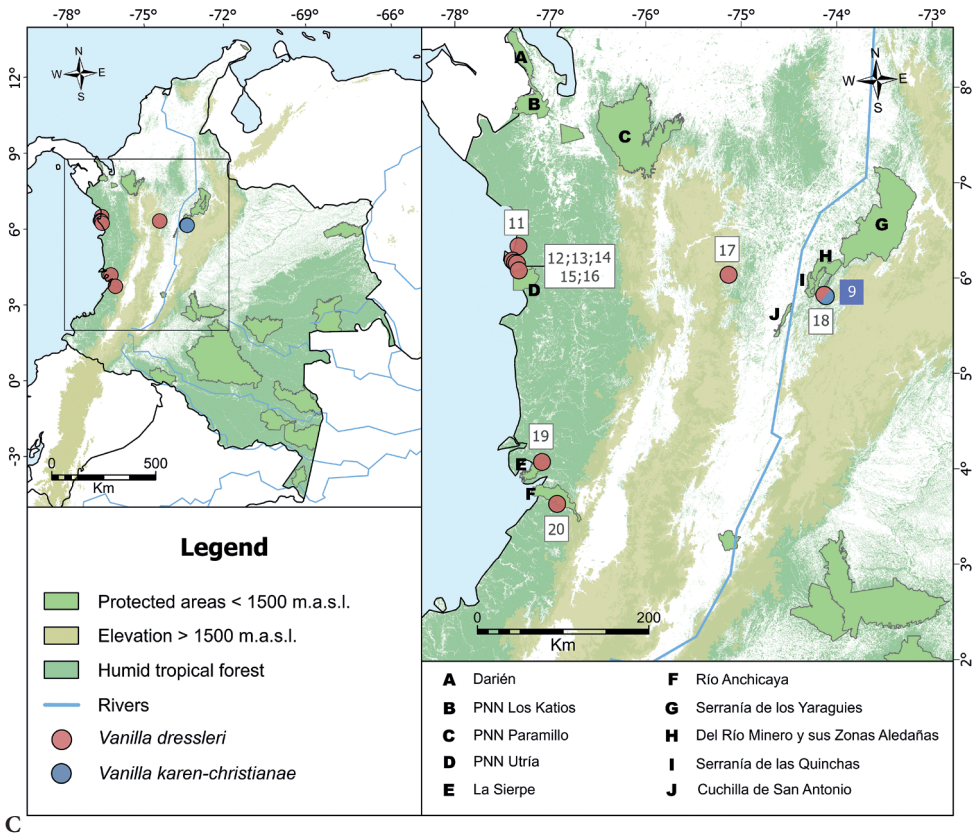 -78° -75° -72° -69° -66°
-78° -77° -76° -75° -74° -73°
N
W E
S
12°
9°
6°
3°
0°
-3°
0 500
Km
N
W E
S
8°
7°
6°
5°
4°
3°
2°
A
B
C
G
11
12;13;14
15;16
17
H
D
I
9
J
18
19
E
F
20
0 200
Km
Legend
Protected areas < 1500 m.a.s.l.
Elevation > 1500 m.a.s.l.
Humid tropical forest
Rivers
Vanilla dressleri
Vanilla karen-christianae
A Darién
B PNN Los Katios
C PNN Paramillo
D PNN Utría
E La Sierpe
F Río Anchicaya
G Serranía de los Yaraguies
H Del Río Minero y sus Zonas Aledañas
I Serranía de las Quinchas
J Cuchilla de San Antonio
C